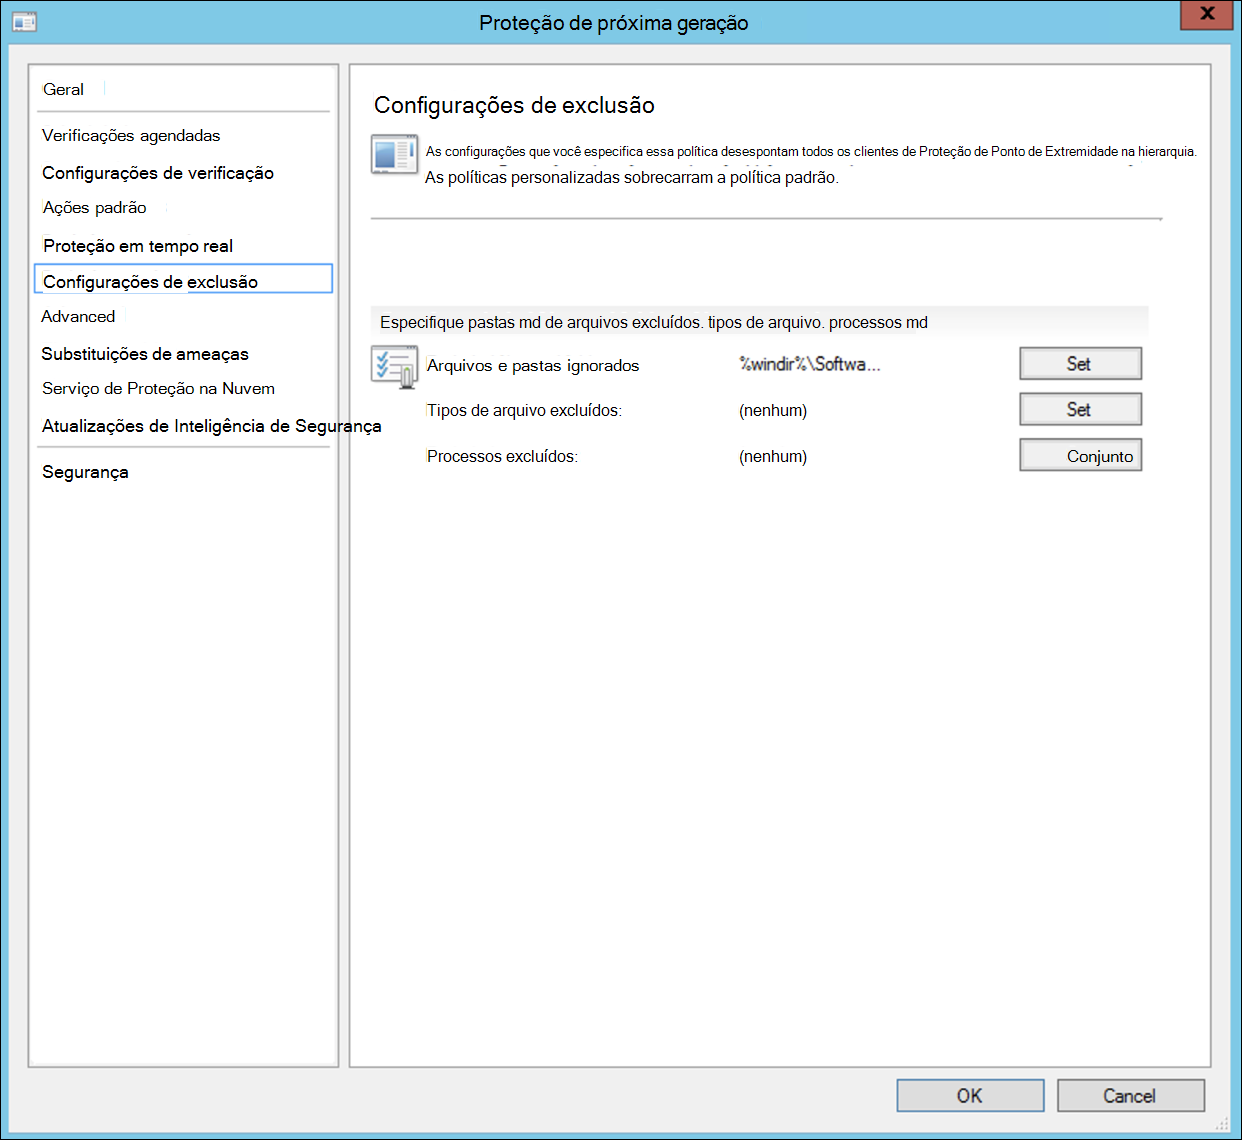 Proteção de próxima geração
X
Geral
Verificações agendadas
Configurações de verificação
Ações padrão
Proteção em tempo real
Configurações de exclusão
Advanced
Substituições de ameaças
Serviço de Proteção na Nuvem
Atualizações de Inteligência de Segurança
Segurança
Configurações de exclusão
As configurações que você especifica essa política desespontam todos os clientes de Proteção de Ponto de Extremidade na hierarquia.
As políticas personalizadas sobrecarram a política padrão.
Especifique pastas md de arquivos excluídos. tipos de arquivo. processos md
Arquivos e pastas ignorados %windir%\Softwa... Set
Tipos de arquivo excluídos: (nenhum) Set
Processos excluídos: (nenhum) Conjunto
OK Cancel